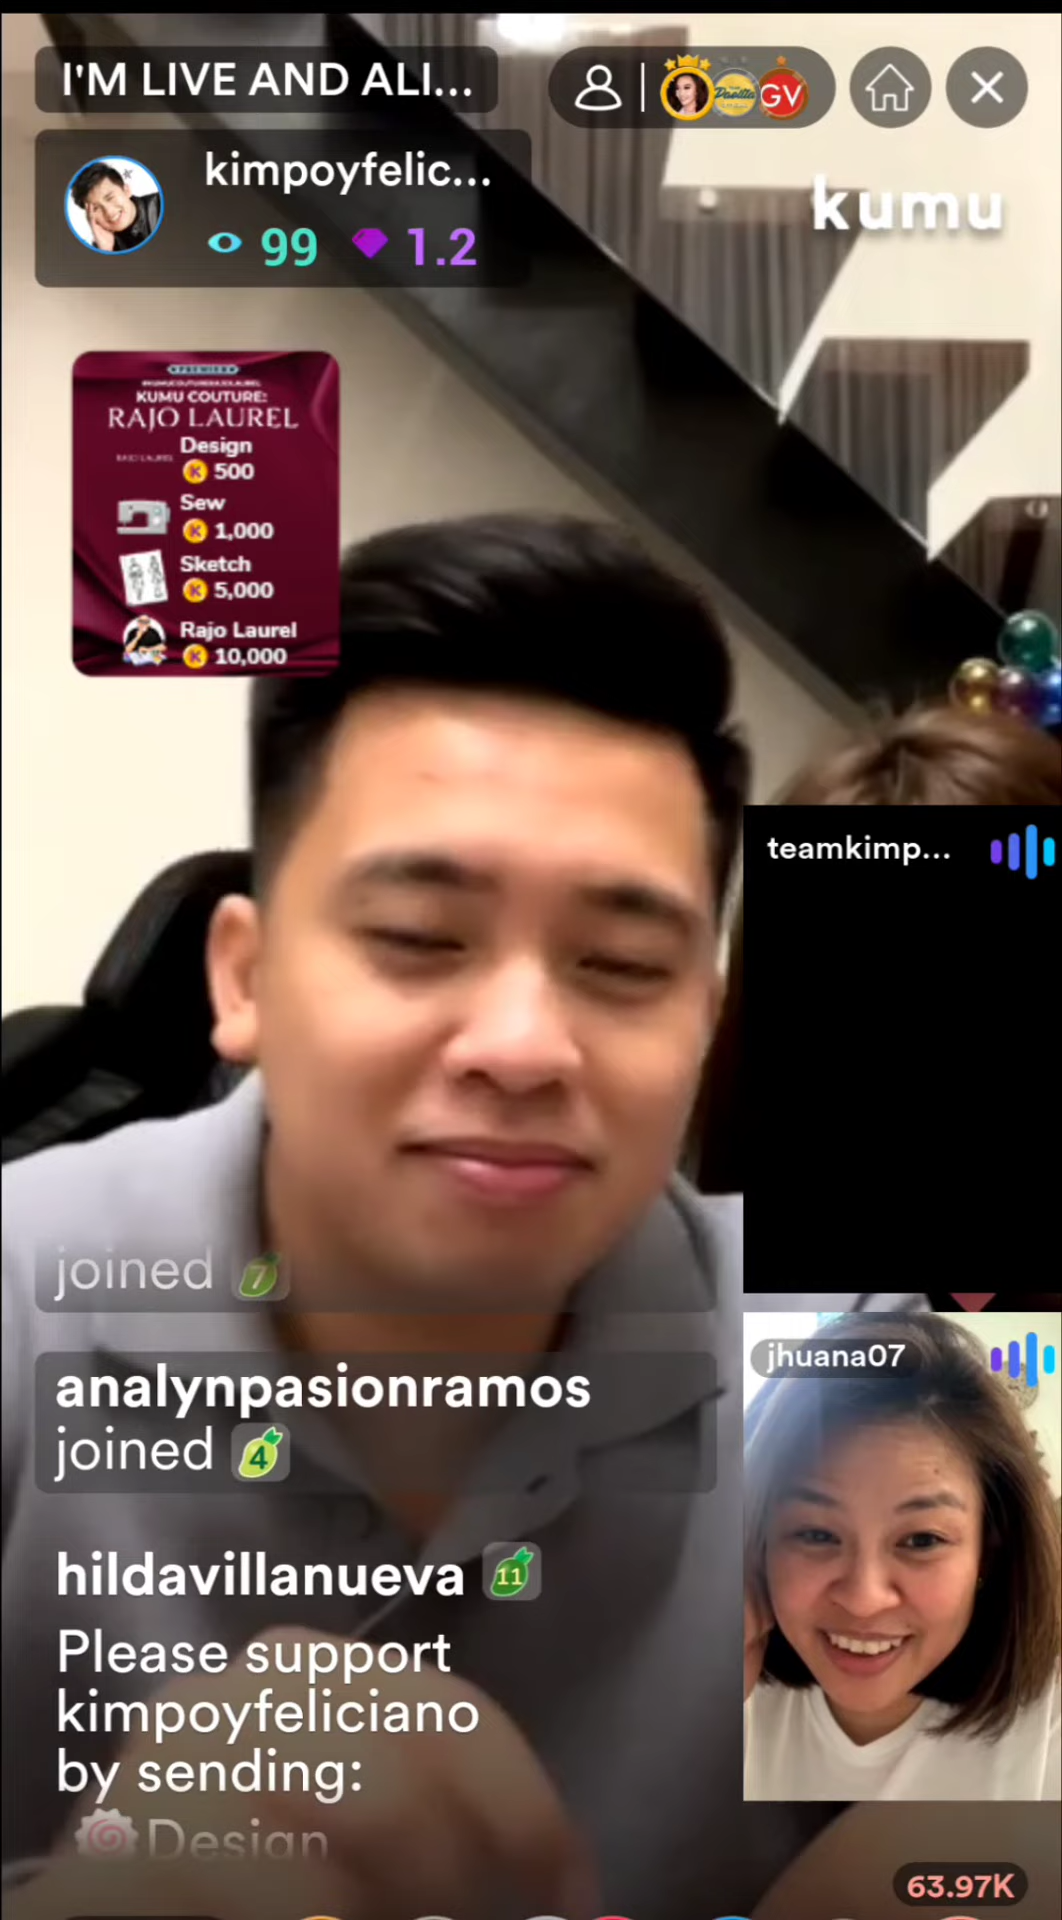 I'M LIVE AND ALI...
GV
kimpoyfelic...
99 1.2
kumu
KUMU COUTURE:
RAJO LAUREL
Design
500
Sew
1,000
Sketch
5,000
Rajo Laurel
10,000
teamkimp...
joined 7
jhuana07
analynpasionramos
joined 4
hildavillanueva 11
Please support
kimpoyfeliciano
by sending:
Design
63.97K